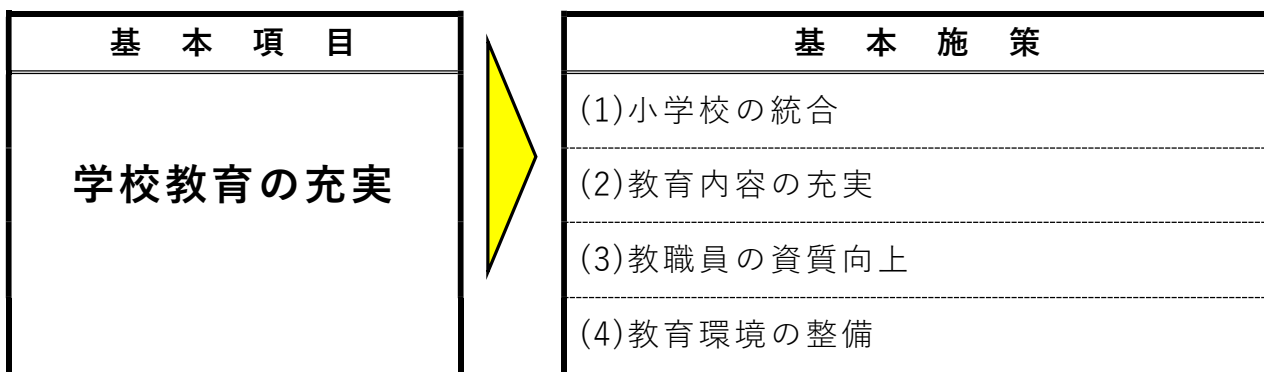 基本項目
学校教育の充実
基本施策
(1)小学校の統合
(2)教育内容の充実
(3)教職員の資質向上
(4)教育環境の整備